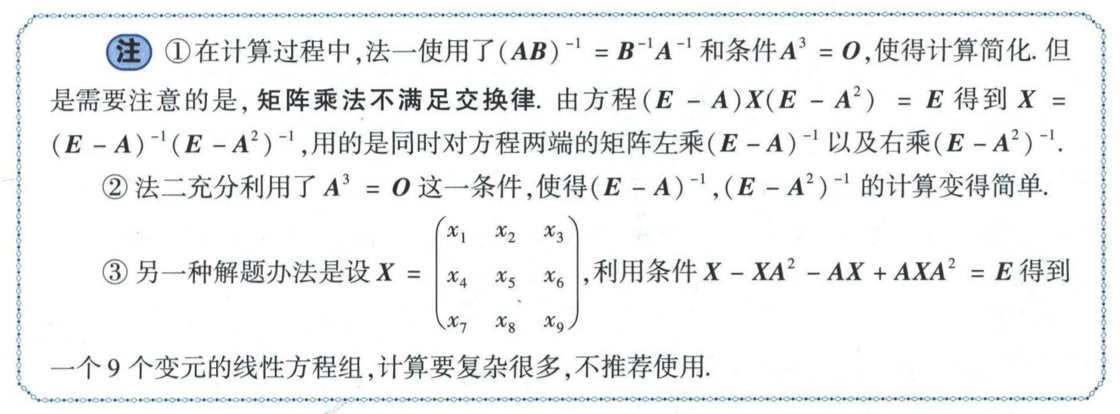 注 ①在计算过程中,法一使用了(AB)⁻¹ = B⁻¹A⁻¹和条件A³ = O,使得计算简化. 但
是需要注意的是, 矩阵乘法不满足交换律. 由方程(E − A)X(E − A²) = E 得到 X =
(E − A)⁻¹(E − A²)⁻¹,用的是同时对方程两端的矩阵左乘(E − A)⁻¹以及右乘(E − A²)⁻¹.
② 法二充分利用了 A³ = O 这一条件,使得(E − A)⁻¹,(E − A²)⁻¹ 的计算变得简单.
x₁ x₂ x₃
③ 另一种解题办法是设 X = x₄ x₅ x₆ ,利用条件 X − XA² − AX + AXA² = E 得到
x₇ x₈ x₉
一个 9 个变元的线性方程组,计算要复杂很多,不推荐使用.